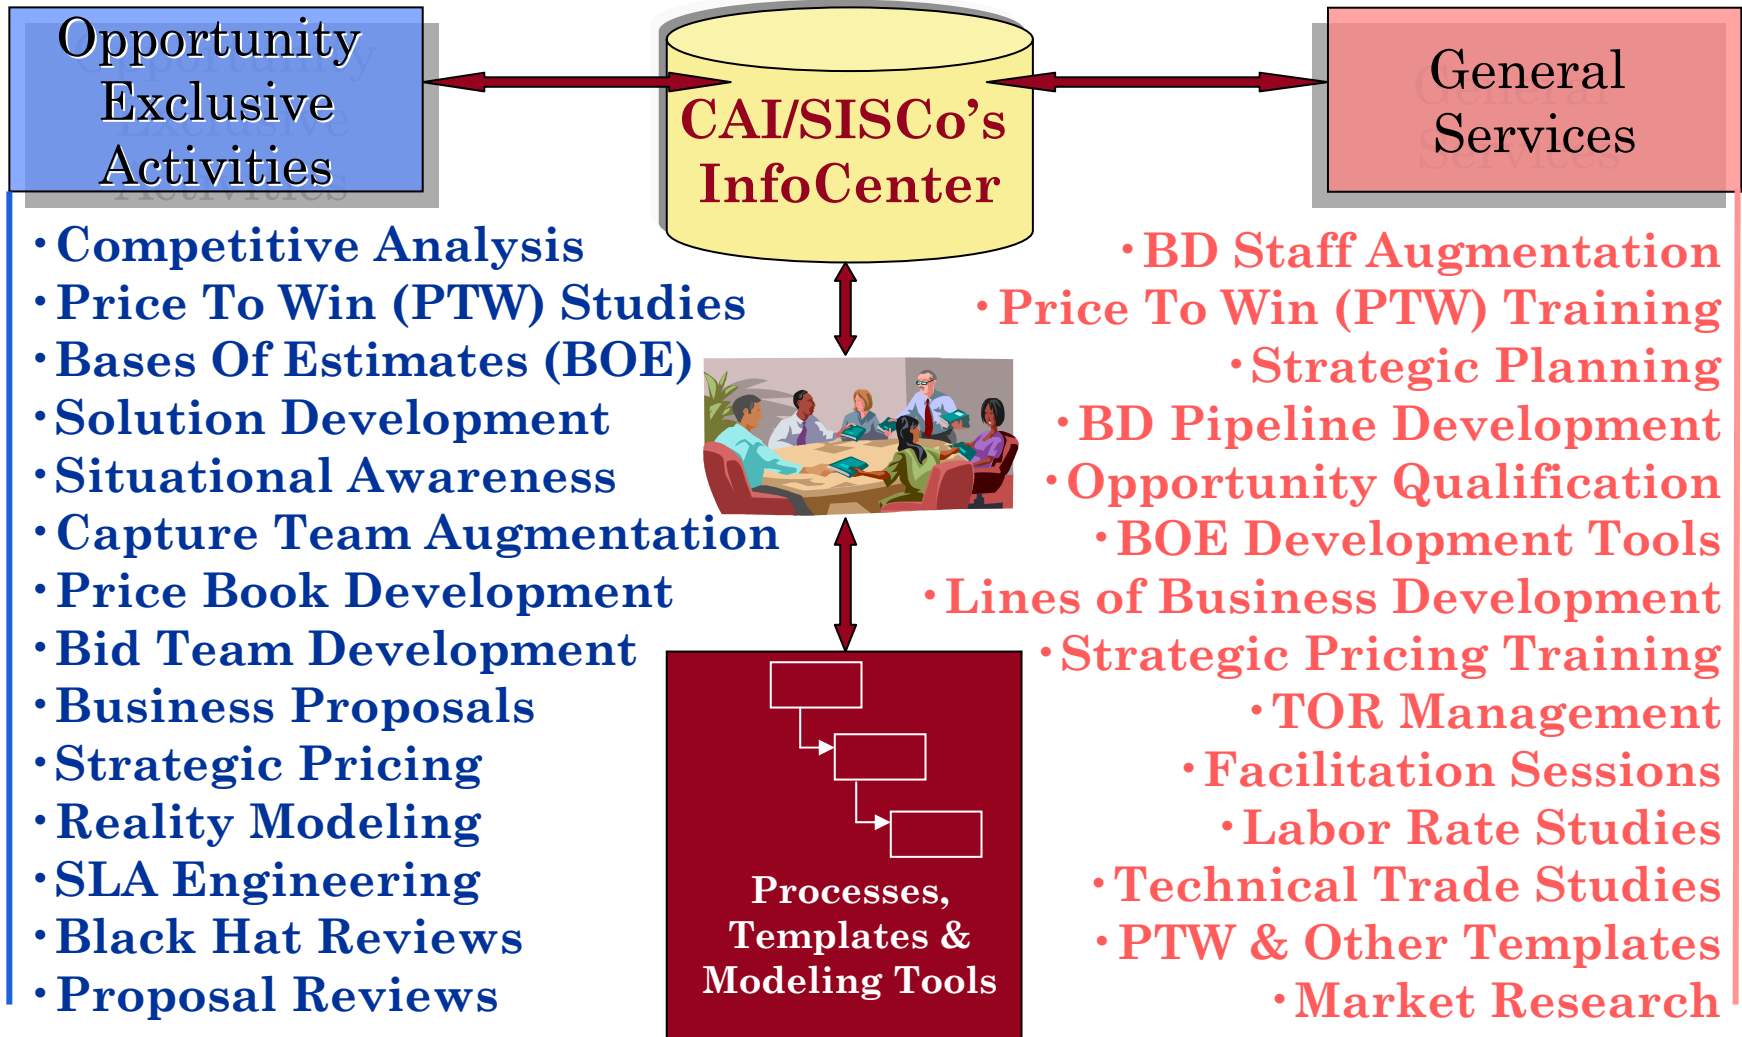 Opportunity
Exclusive
Activities
CAI/SISCo’s
InfoCenter
General
Services
•Competitive Analysis
•Price To Win (PTW) Studies
•Bases Of Estimates (BOE)
•Solution Development
•Situational Awareness
•Capture Team Augmentation
•Price Book Development
•Bid Team Development
•Business Proposals
•Strategic Pricing
•Reality Modeling
•SLA Engineering
•Black Hat Reviews
•Proposal Reviews
Processes,
Templates &
Modeling Tools
•BD Staff Augmentation
•Price To Win (PTW) Training
•Strategic Planning
•BD Pipeline Development
•Opportunity Qualification
•BOE Development Tools
•Lines of Business Development
•Strategic Pricing Training
•TOR Management
•Facilitation Sessions
•Labor Rate Studies
•Technical Trade Studies
•PTW & Other Templates
•Market Research